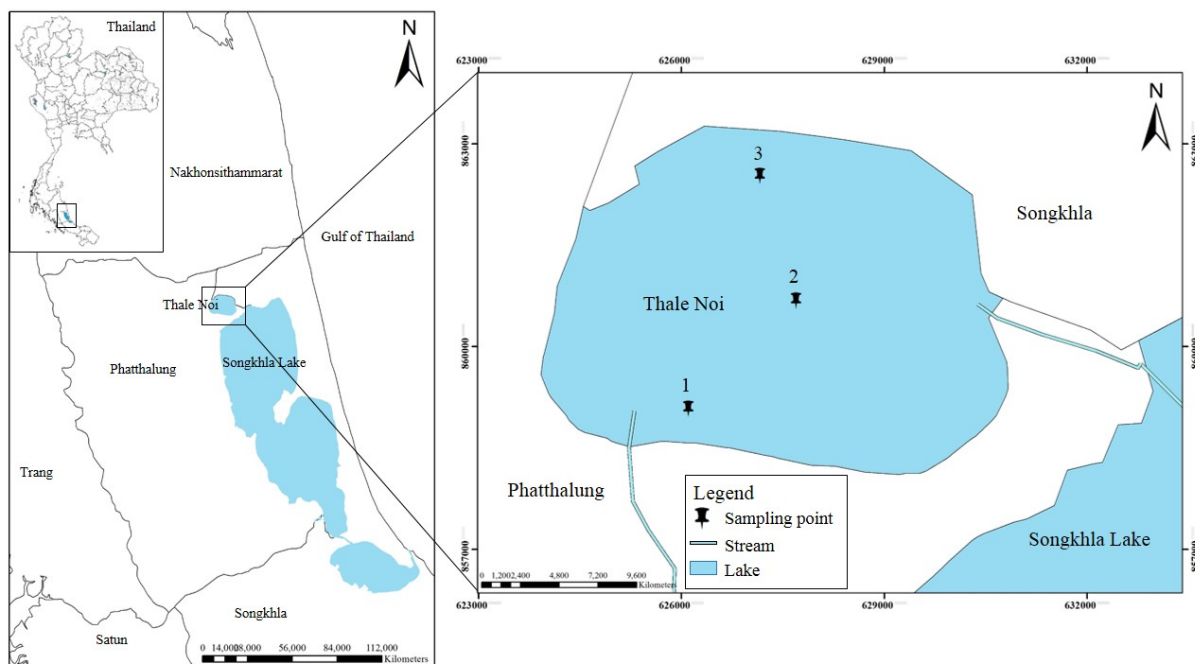 Thailand
N
Nakhonsithammarat
Gulf of Thailand
Thale Noi
Phatthalung
Songkhla Lake
Trang
Songkhla
Satun
0 14,000 28,000 56,000 84,000 112,000
Kilometers
623000 626000 629000 632000
N
863000 863000
3
Songkhla
2
Thale Noi
860000 860000
1
Phatthalung
Legend
Sampling point
Stream
Lake
Songkhla Lake
857000 857000
0 1,200 2,400 4,800 7,200 9,600
Kilometers
623000 626000 629000 632000